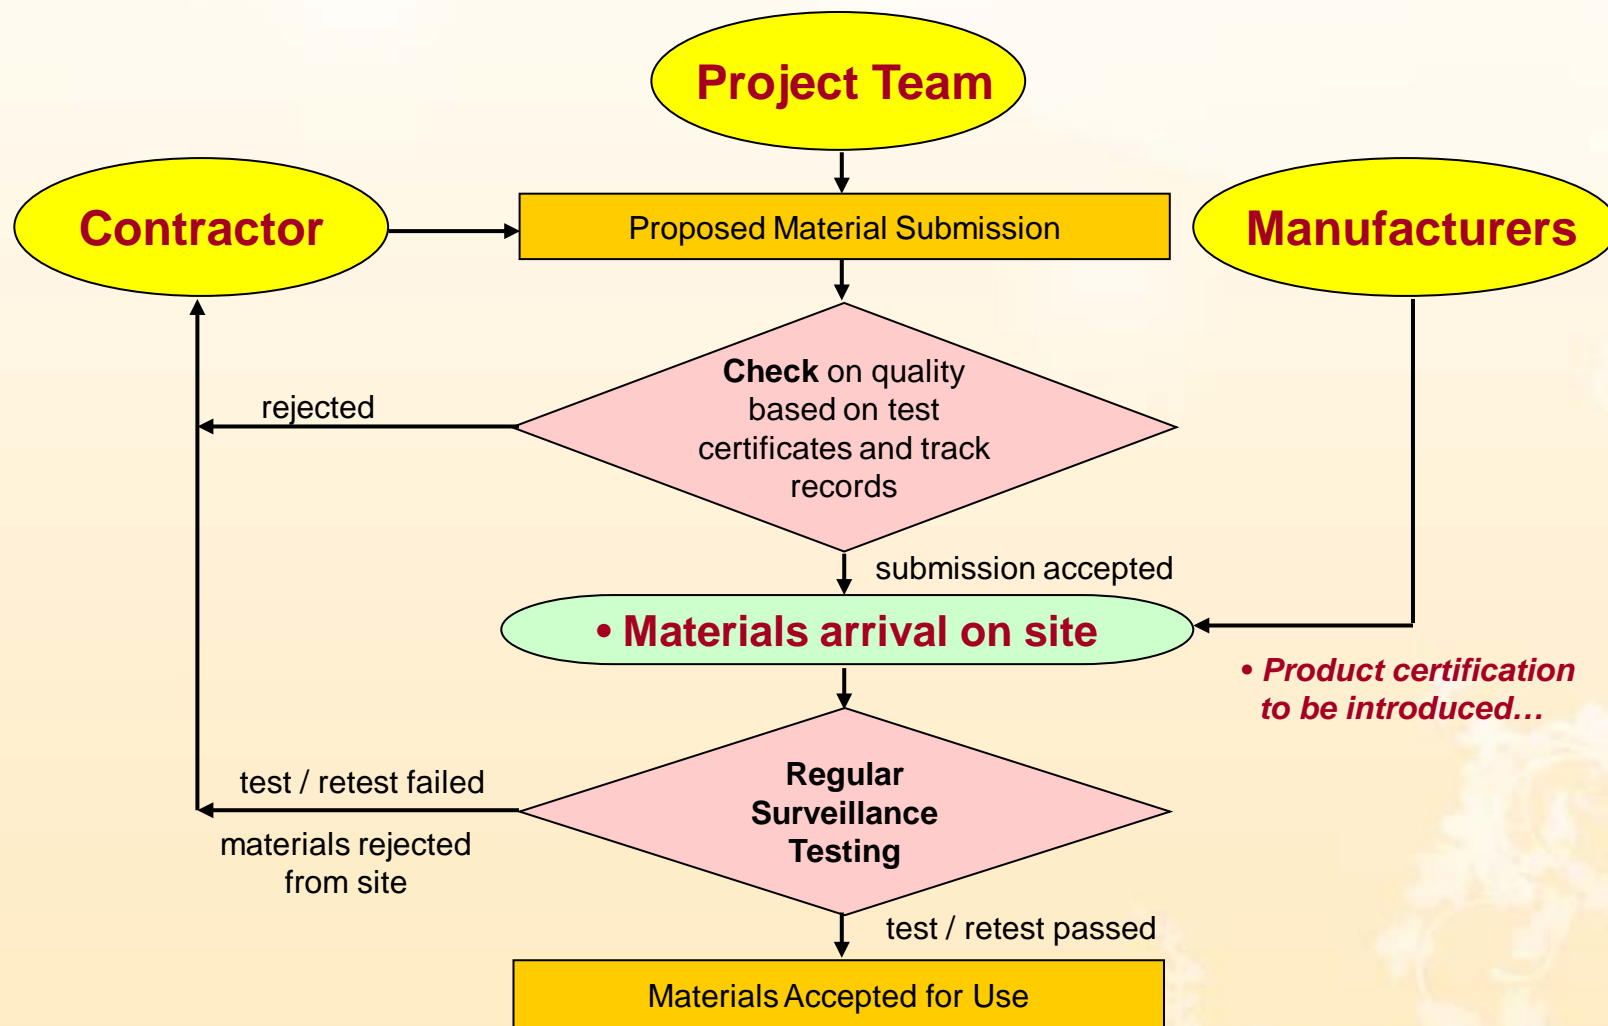 Project Team
Contractor
Proposed Material Submission
Manufacturers
Check on quality
based on test
certificates and track
records
rejected
submission accepted
• Materials arrival on site
• Product certification
to be introduced…
Regular
Surveillance
Testing
test / retest failed
materials rejected
from site
test / retest passed
Materials Accepted for Use